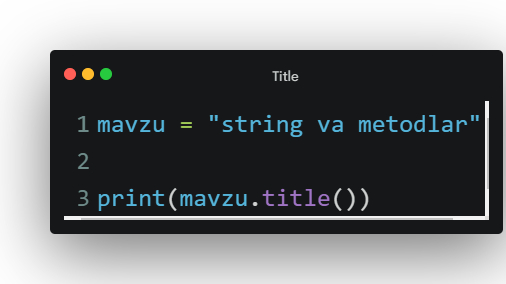 Title
1 mavzu = "string va metodlar"
2
3 print(mavzu.title())